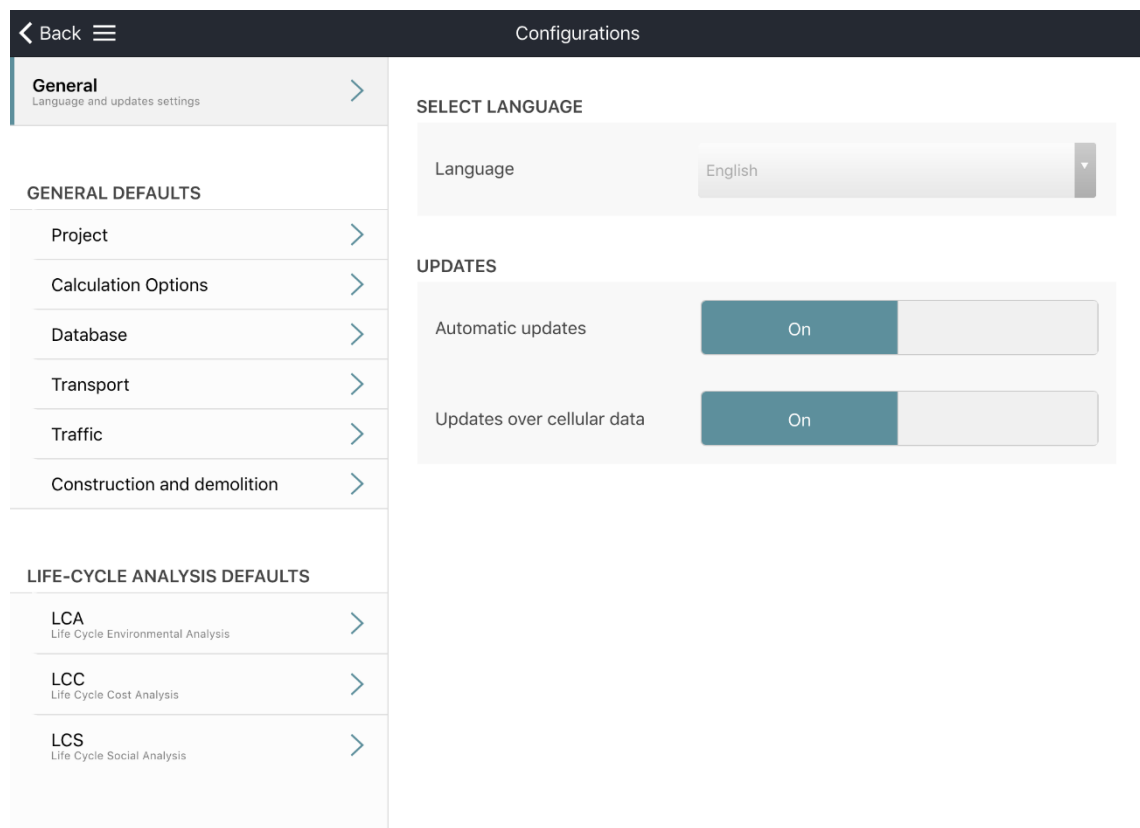 Back
Configurations
General
Language and updates settings
GENERAL DEFAULTS
Project
Calculation Options
Database
Transport
Traffic
Construction and demolition
LIFE-CYCLE ANALYSIS DEFAULTS
LCA
Life Cycle Environmental Analysis
LCC
Life Cycle Cost Analysis
LCS
Life Cycle Social Analysis
SELECT LANGUAGE
Language English
UPDATES
Automatic updates On
Updates over cellular data On